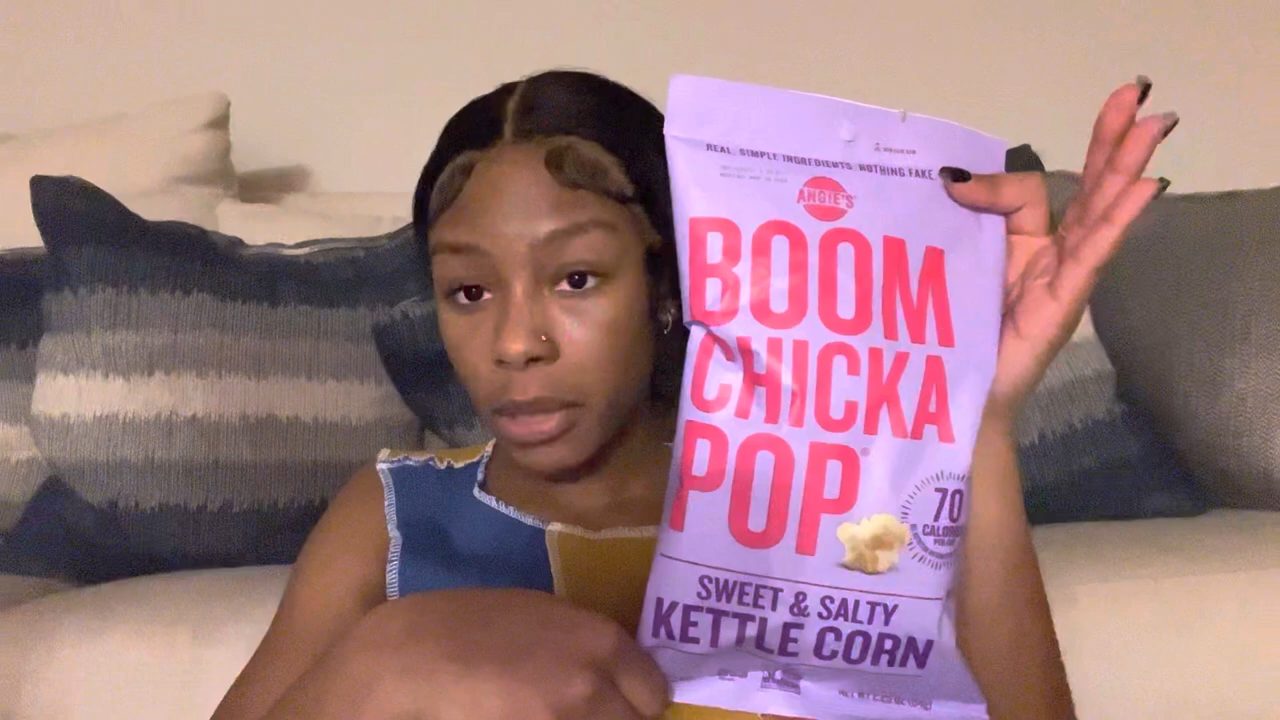 REAL. SIMPLE INGREDIENTS. NOTHING FAKE.
ANGIE'S
BOOM
CHICKA
POP®
70
CALORIES
SWEET & SALTY
KETTLE CORN